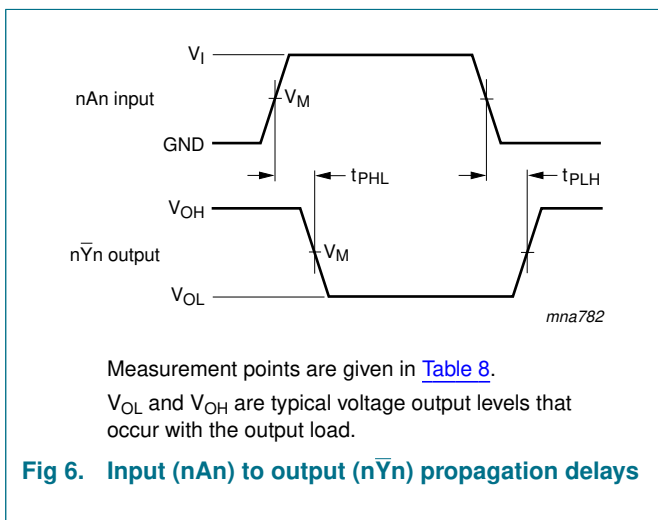 V_I
nAn input
V_M
GND
t_PHL
t_PLH
V_OH
nY̅n output
V_M
V_OL
mna782
Measurement points are given in Table 8.
V_OL and V_OH are typical voltage output levels that
occur with the output load.
Fig 6. Input (nAn) to output (nY̅n) propagation delays